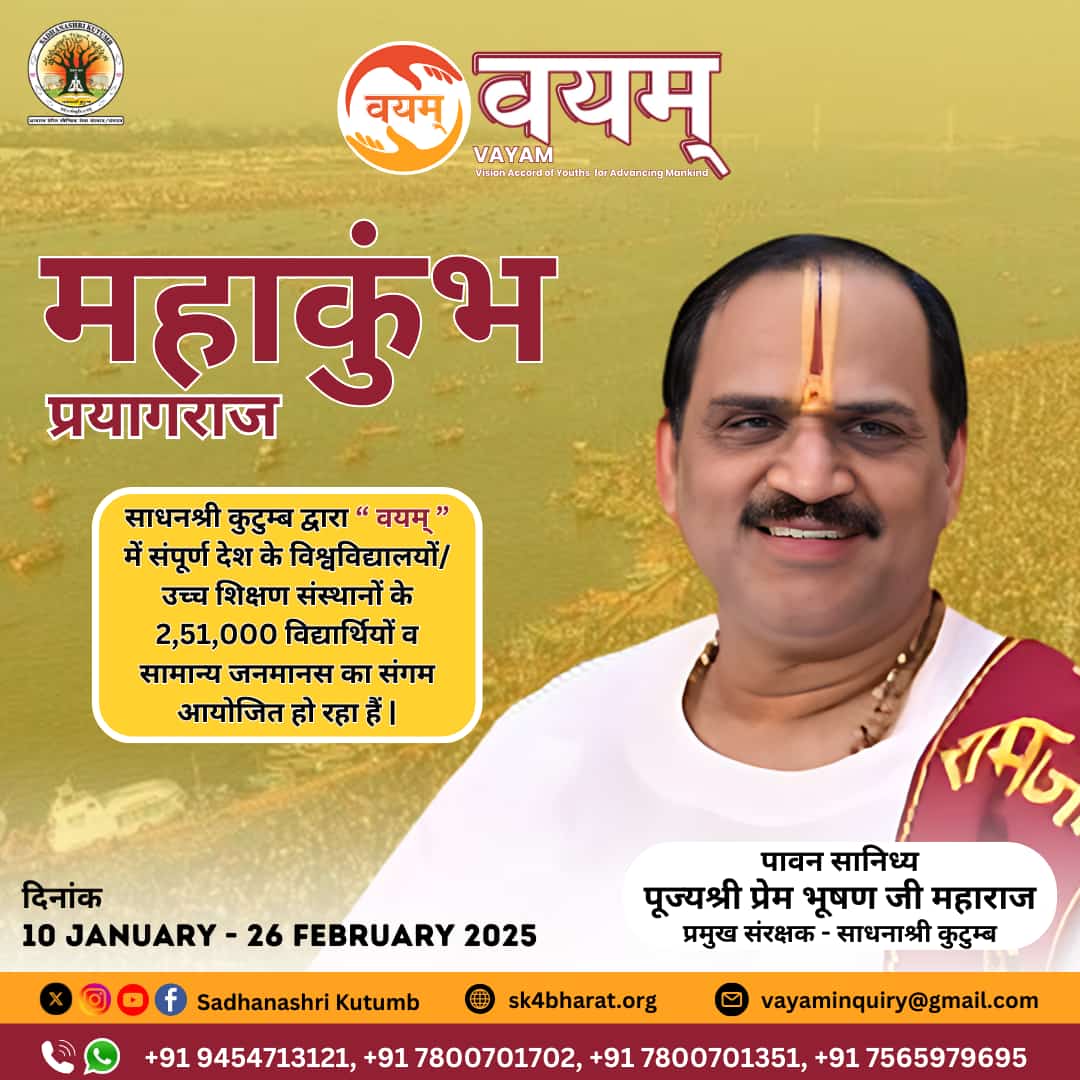 SADHANASHRI KUTUMB
वयम्
वयम्
VAYAM
Vision Accord of Youths for Advancing Mankind
महाकुंभ
प्रयागराज
साधनश्री कुटुम्ब द्वारा “ वयम् ”
में संपूर्ण देश के विश्वविद्यालयों/
उच्च शिक्षण संस्थानों के
2,51,000 विद्यार्थियों व
सामान्य जनमानस का संगम
आयोजित हो रहा हैं |
पावन सानिध्य
पूज्यश्री प्रेम भूषण जी महाराज
प्रमुख संरक्षक - साधनाश्री कुटुम्ब
दिनांक
10 JANUARY - 26 FEBRUARY 2025
Sadhanashri Kutumb
sk4bharat.org
vayaminquiry@gmail.com
+91 9454713121, +91 7800701702, +91 7800701351, +91 7565979695